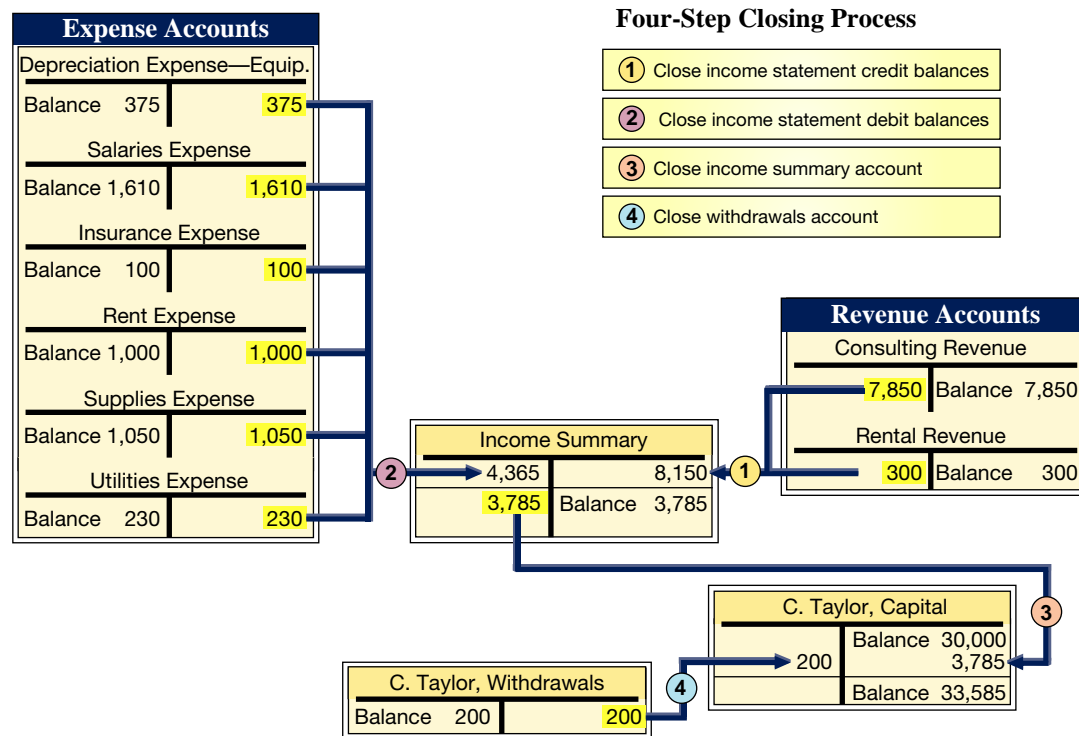 Four-Step Closing Process
1 Close income statement credit balances
2 Close income statement debit balances
3 Close income summary account
4 Close withdrawals account
Expense Accounts
Depreciation Expense—Equip.
Balance 375 375
Salaries Expense
Balance 1,610 1,610
Insurance Expense
Balance 100 100
Rent Expense
Balance 1,000 1,000
Supplies Expense
Balance 1,050 1,050
Utilities Expense
Balance 230 230
Revenue Accounts
Consulting Revenue
7,850 Balance 7,850
Rental Revenue
300 Balance 300
2
Income Summary
4,365 8,150
3,785 Balance 3,785
1
3
C. Taylor, Capital
Balance 30,000
200 3,785
Balance 33,585
4
C. Taylor, Withdrawals
Balance 200 200